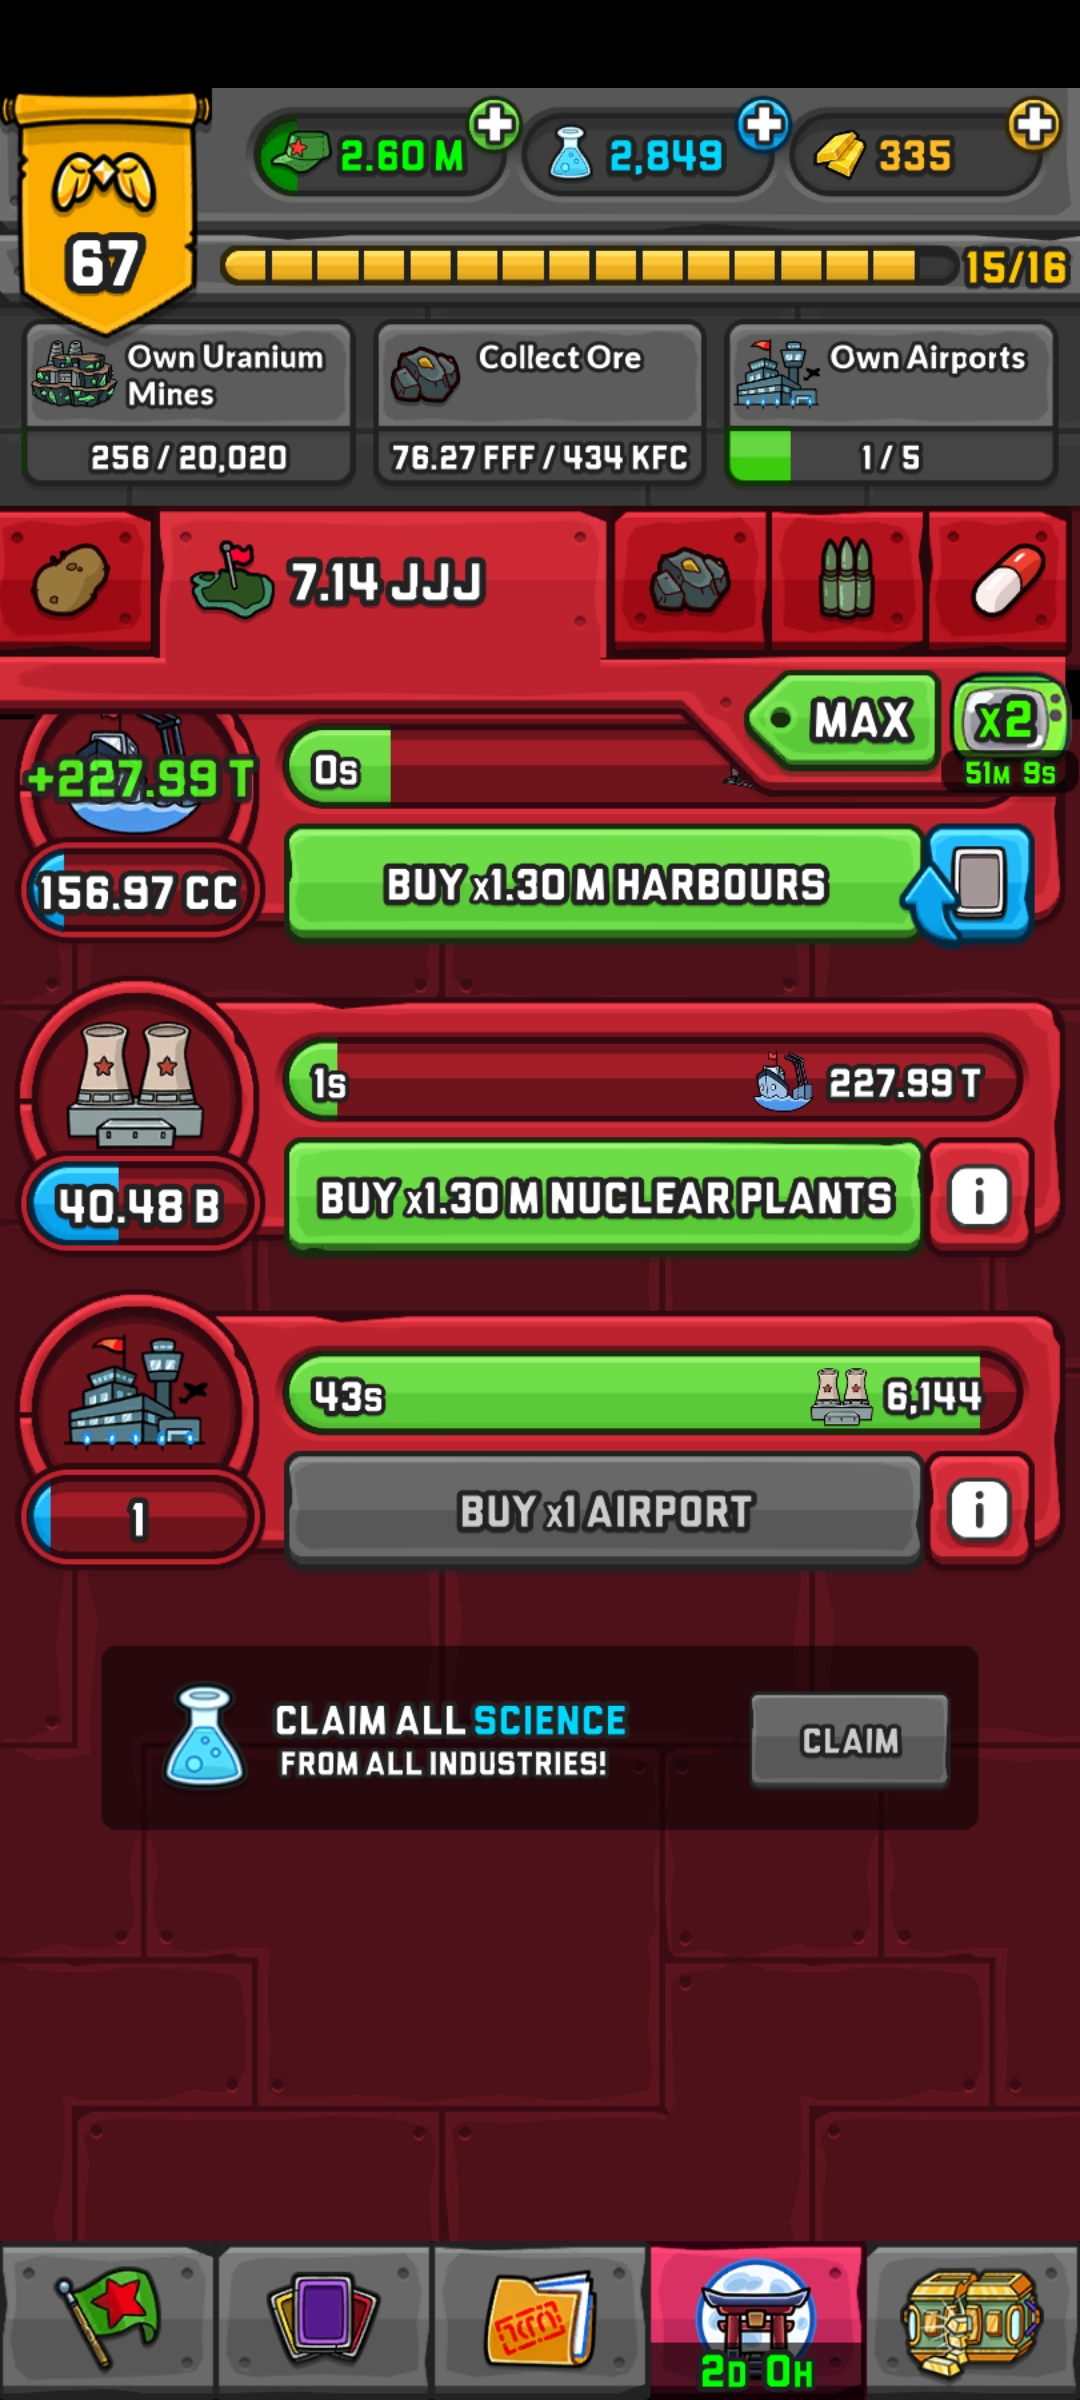 67
2.60 M
2,849
335
15/16
Own Uranium
Mines
256 / 20,020
Collect Ore
76.27 FFF / 434 KFC
Own Airports
1 / 5
7.14 JJJ
MAX
x2
51M 9S
+227.99 T
0s
156.97 CC
BUY x1.30 M HARBOURS
1s
227.99 T
40.48 B
BUY x1.30 M NUCLEAR PLANTS
i
43s
6,144
1
BUY x1 AIRPORT
i
CLAIM ALL SCIENCE
FROM ALL INDUSTRIES!
CLAIM
2D 0H